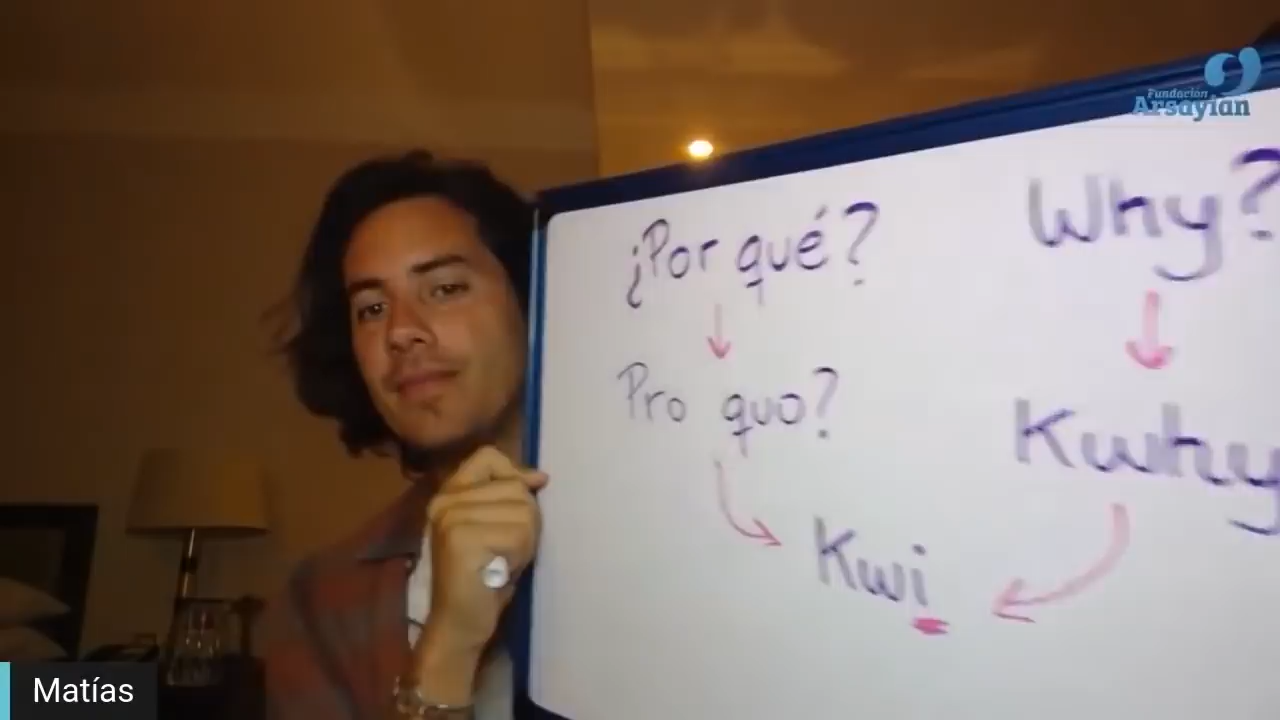 Fundación
Arsayian
¿Por qué?
Why?
Pro quo?
Kwhy
Kwi
Matías